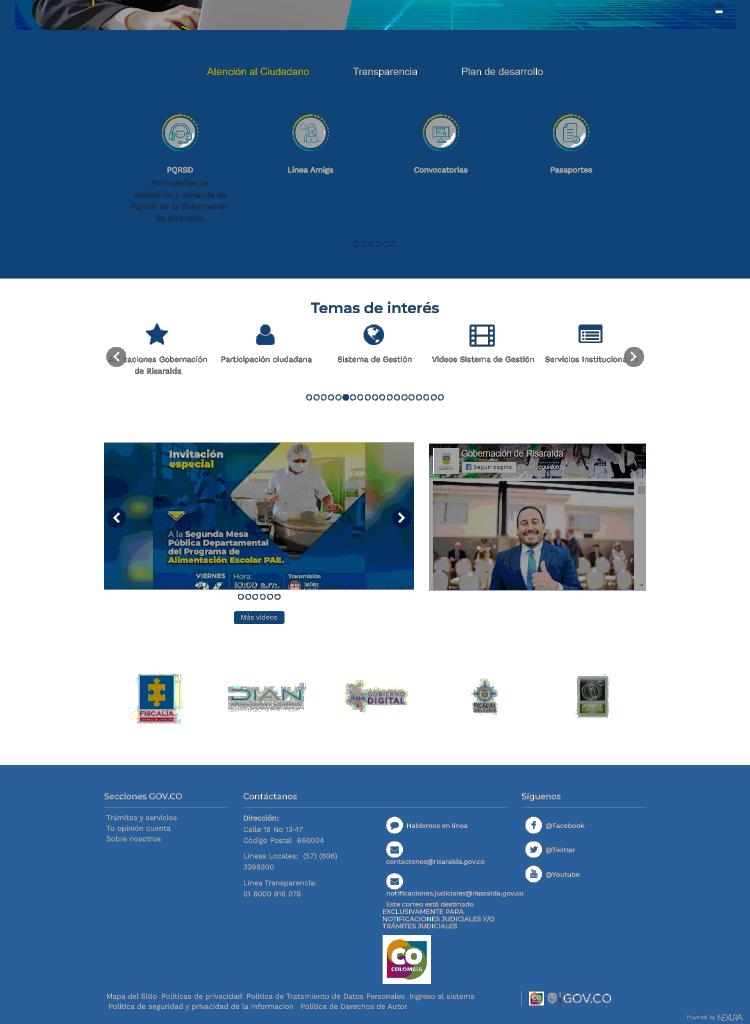 Atención al Ciudadano Transparencia Plan de desarrollo
PQRSD Línea Amiga Convocatorias Pasaportes
Formularios de
radicación y consulta de
PQRSD de la Gobernación
de Risaralda.
Temas de interés
Gobernación Participación ciudadana Sistema de Gestión Videos Sistema de Gestión Servicios
de Risaralda
Invitación
especial
A la Segunda Mesa
Pública Departamental
del Programa de
Alimentación Escolar PAE.
VIERNES Hora: Transmisión
10:00 a.m.
Gobernación de Risaralda
Seguir página
Más videos
FISCALÍA
DIAN
GOBIERNO
DIGITAL
Secciones GOV.CO
Trámites y servicios
Tu opinión cuenta
Sobre nosotros
Contáctanos
Dirección:
Calle 19 No 13-17
Código Postal 660004
Líneas Locales: (57) (606)
3398300
Línea Transparencia:
01 8000 916 078
Hablemos en línea
contactenos@risaralda.gov.co
notificaciones.judiciales@risaralda.gov.co
Este correo está destinado
EXCLUSIVAMENTE PARA
NOTIFICACIONES JUDICIALES Y/O
TRÁMITES JUDICIALES
CO
COLOMBIA
Síguenos
@Facebook
@Twitter
@Youtube
Mapa del Sitio Políticas de privacidad Política de Tratamiento de Datos Personales Ingreso al sistema
Política de seguridad y privacidad de la información Política de Derechos de Autor
GOV.CO
Powered by NEXURA